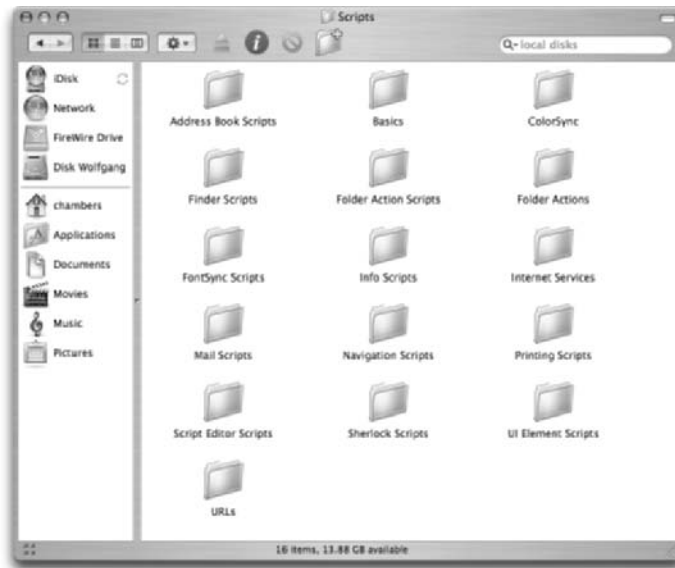 Scripts
local disks
iDisk
Network
FireWire Drive
Disk Wolfgang
chambers
Applications
Documents
Movies
Music
Pictures
Address Book Scripts
Basics
ColorSync
Finder Scripts
Folder Action Scripts
Folder Actions
FontSync Scripts
Info Scripts
Internet Services
Mail Scripts
Navigation Scripts
Printing Scripts
Script Editor Scripts
Sherlock Scripts
UI Element Scripts
URLs
16 items, 13.88 GB available